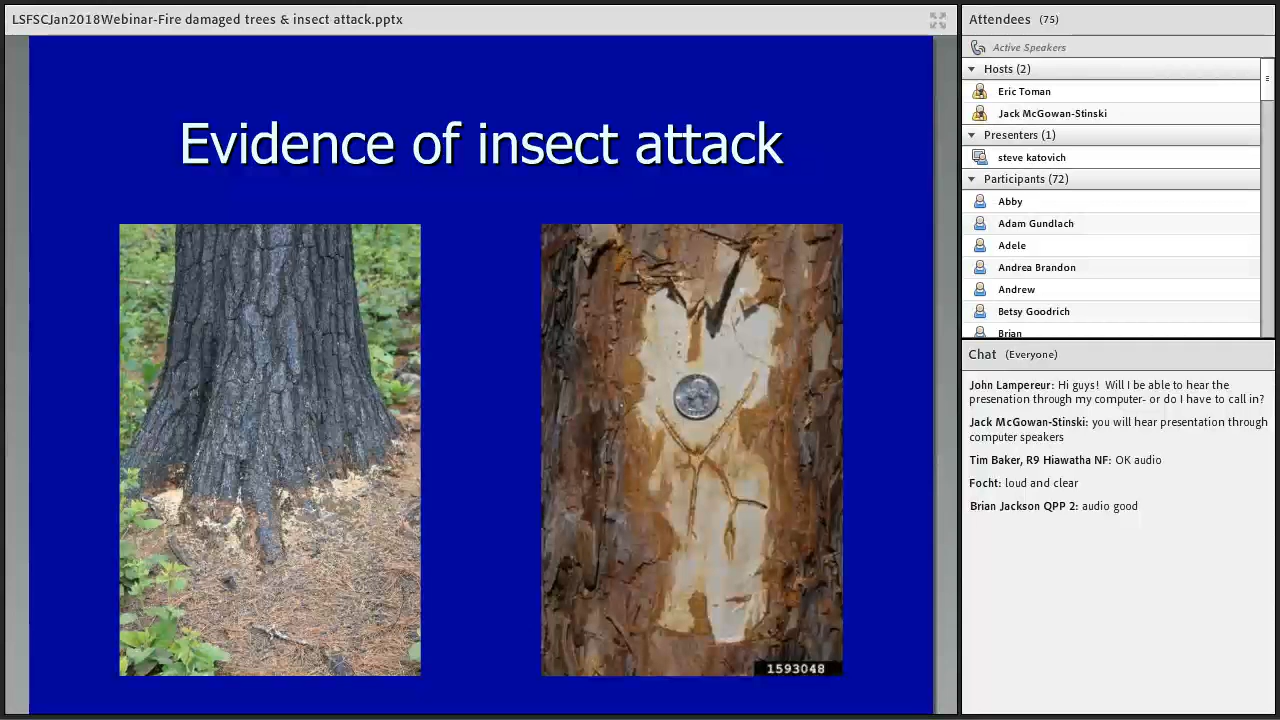 LSFSCJan2018Webinar-Fire damaged trees & insect attack.pptx
Evidence of insect attack
1593048
Attendees (75)
Active Speakers
Hosts (2)
Eric Toman
Jack McGowan-Stinski
Presenters (1)
steve katovich
Participants (72)
Abby
Adam Gundlach
Adele
Andrea Brandon
Andrew
Betsy Goodrich
Brian
Chat (Everyone)
John Lampereur: Hi guys! Will I be able to hear the
presenation through my computer- or do I have to call in?
Jack McGowan-Stinski: you will hear presentation through
computer speakers
Tim Baker, R9 Hiawatha NF: OK audio
Focht: loud and clear
Brian Jackson QPP 2: audio good